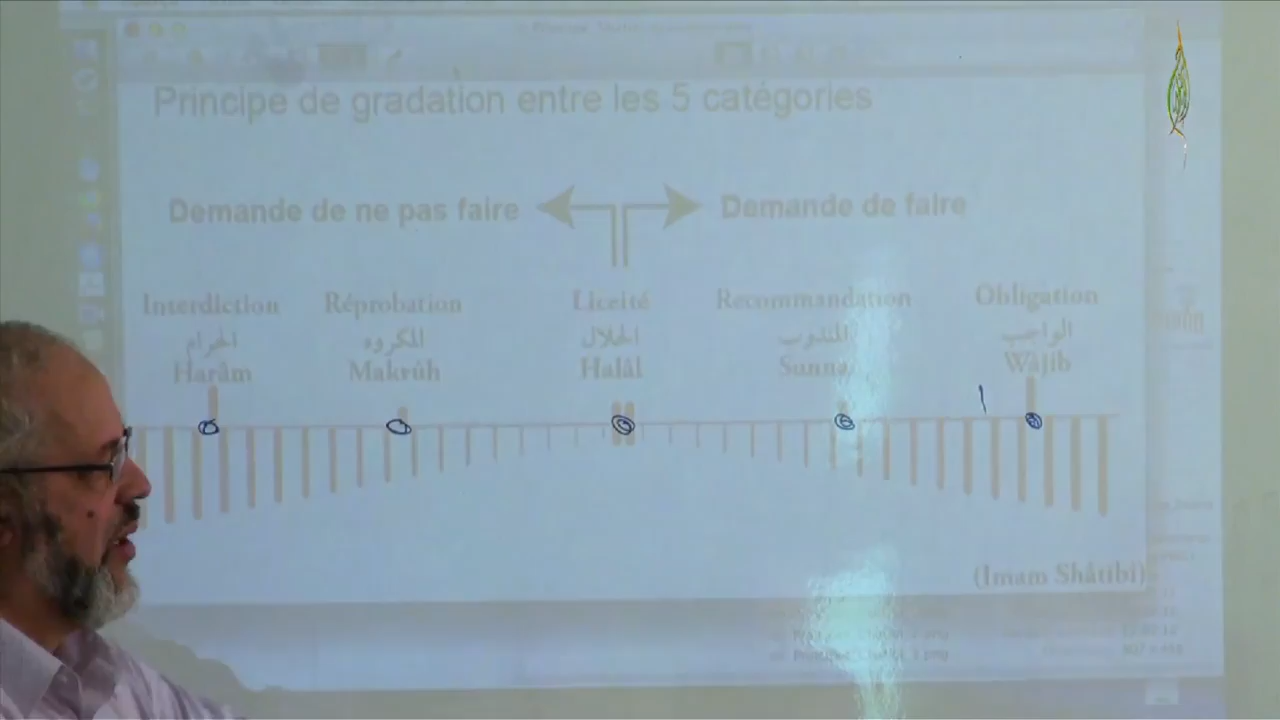 Principe de gradation entre les 5 catégories
Demande de ne pas faire
Demande de faire
Interdiction
الحرام
Harâm
Réprobation
المكروه
Makrûh
Liceité
الحلال
Halâl
Recommandation
المندوب
Sunna
Obligation
الواجب
Wâjib
(Imam Shâtibi)